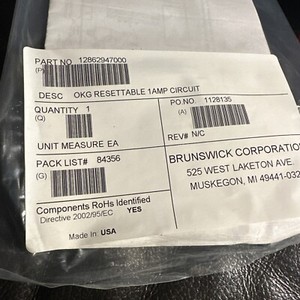 PART NO 12862947000
(P)
DESC OKG RESETTABLE 1AMP CIRCUIT
QUANTITY 1
(Q)
UNIT MEASURE EA
PO.NO. 1128135
(A)
REV# N/C
PACK LIST# 84356
(G)
BRUNSWICK CORPORATIO
525 WEST LAKETON AVE.
MUSKEGON, MI 49441-032
Components RoHs Identified
Directive 2002/95/EC YES
Made In: USA